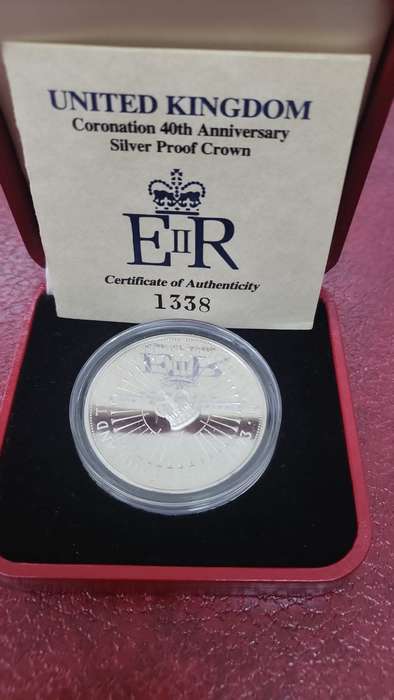 UNITED KINGDOM
Coronation 40th Anniversary
Silver Proof Crown
EIIR
Certificate of Authenticity
1338